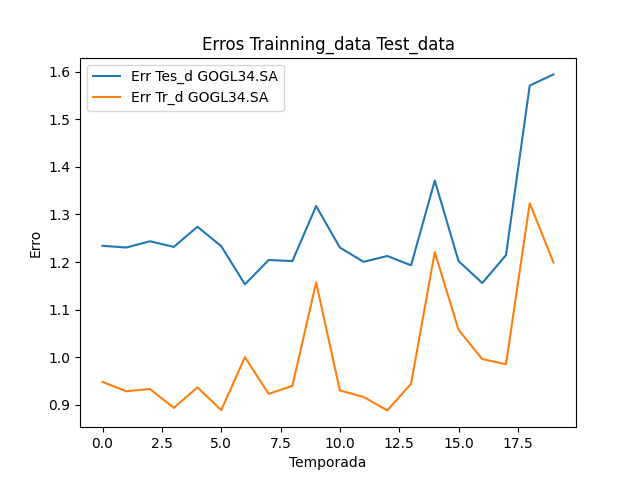 Erros Trainning_data Test_data
Err Tes_d GOGL34.SA
Err Tr_d GOGL34.SA
1.6
1.5
1.4
1.3
1.2
1.1
1.0
0.9
Erro
0.0 2.5 5.0 7.5 10.0 12.5 15.0 17.5
Temporada